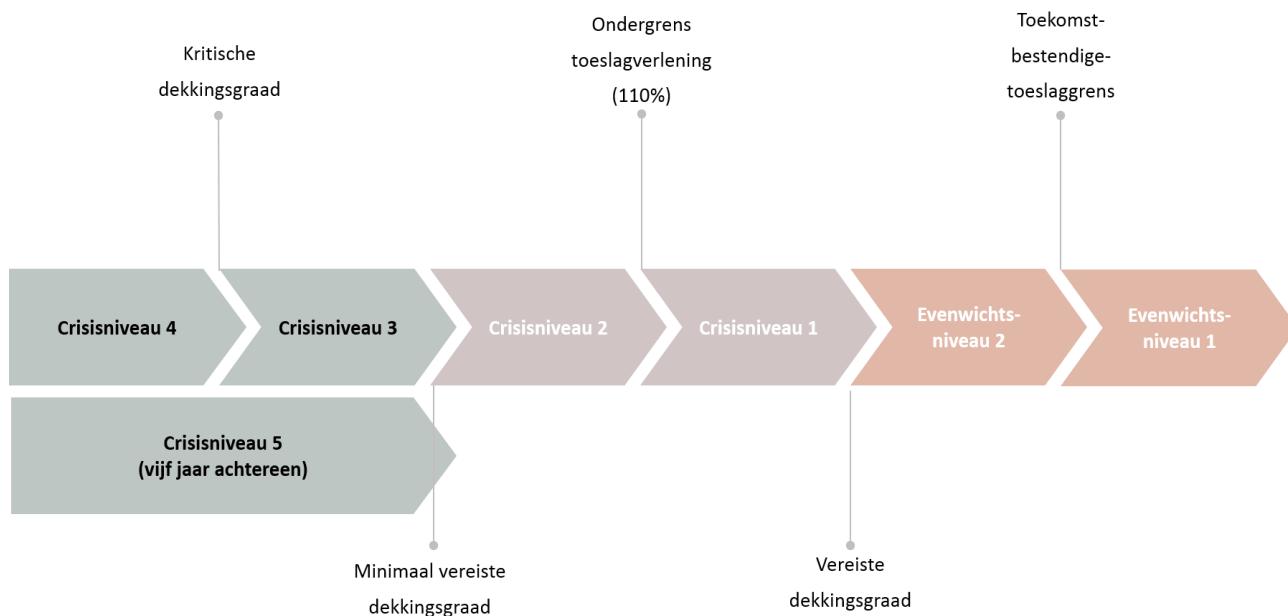 Kritische
dekkingsgraad
Ondergrens
toeslagverlening
(110%)
Toekomst-
bestendige-
toeslaggrens
Crisisniveau 4
Crisisniveau 3
Crisisniveau 2
Crisisniveau 1
Evenwichts-
niveau 2
Evenwichts-
niveau 1
Crisisniveau 5
(vijf jaar achtereen)
Minimaal vereiste
dekkingsgraad
Vereiste
dekkingsgraad